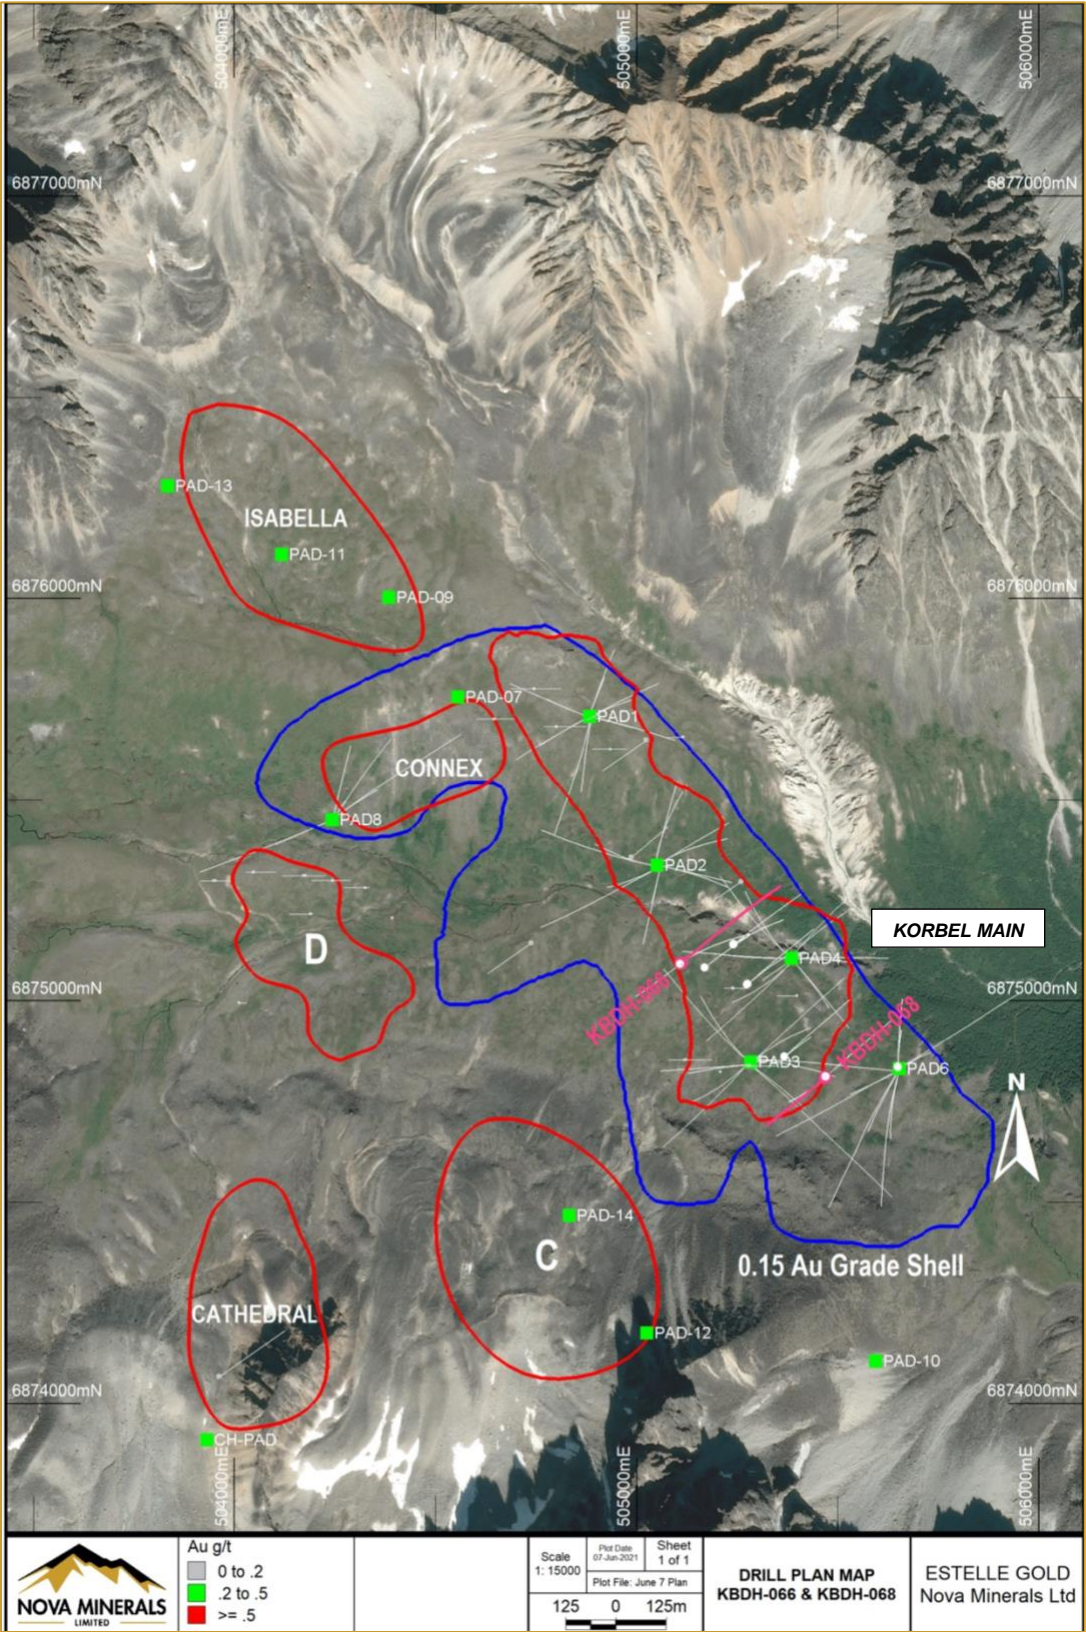 504000mE
505000mE
506000mE
6877000mN
6877000mN
PAD-13
ISABELLA
PAD-11
6876000mN
PAD-09
6876000mN
PAD-07
PAD1
CONNEX
PAD8
PAD2
KORBEL MAIN
D
PAD4
6875000mN
KBDH-066
6875000mN
KBDH-068
PAD3
PAD6
N
PAD-14
C
0.15 Au Grade Shell
CATHEDRAL
PAD-12
PAD-10
6874000mN
6874000mN
CH-PAD
504000mE
505000mE
506000mE
NOVA MINERALS
LIMITED
Au g/t
0 to .2
.2 to .5
>= .5
Scale
1: 15000
Plot Date
07-Jun-2021
Sheet
1 of 1
Plot File: June 7 Plan
125 0 125m
DRILL PLAN MAP
KBDH-066 & KBDH-068
ESTELLE GOLD
Nova Minerals Ltd